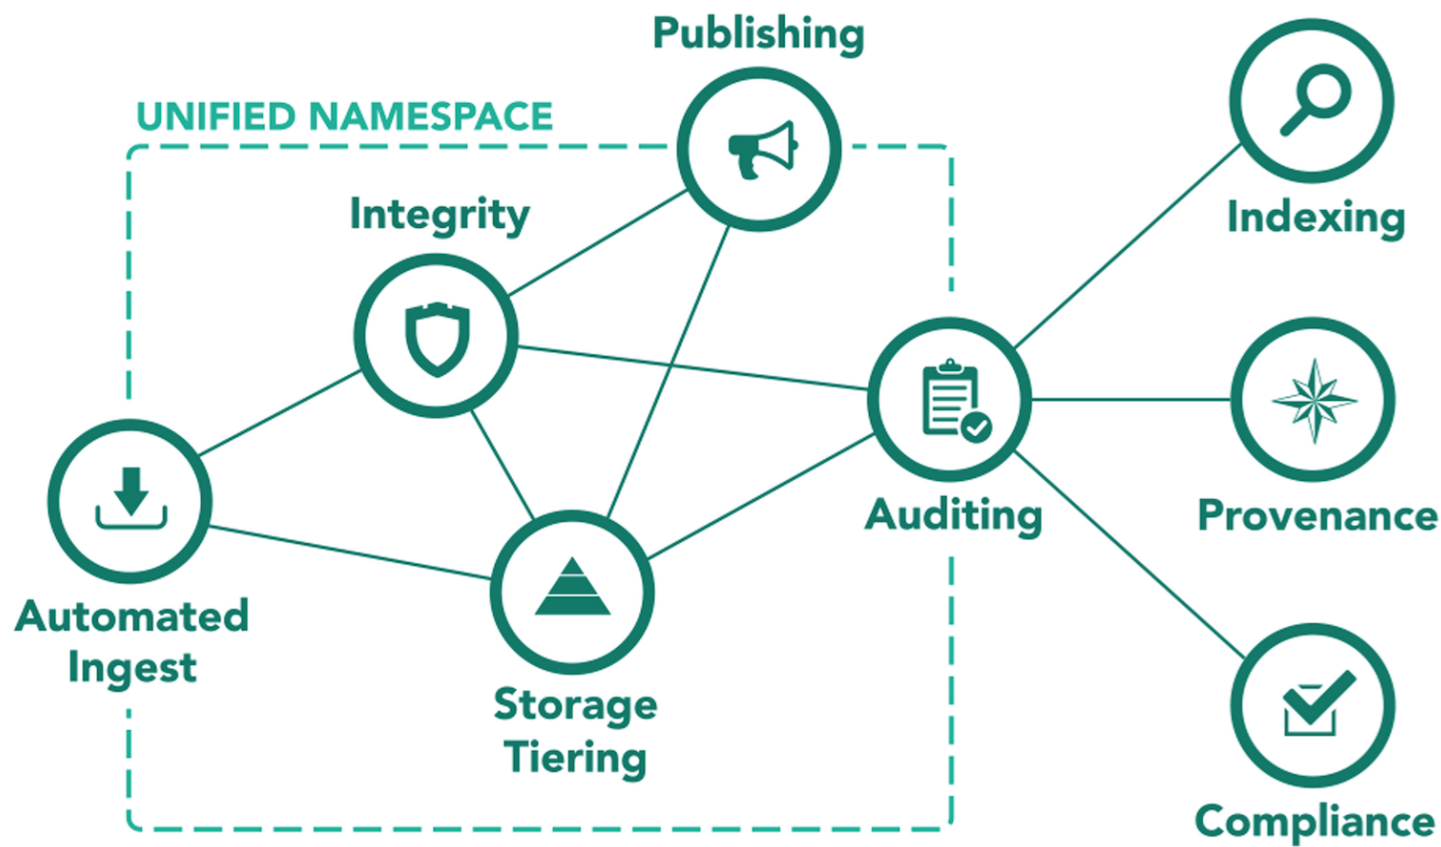 Publishing
UNIFIED NAMESPACE
Integrity
Indexing
Auditing
Provenance
Automated
Ingest
Storage
Tiering
Compliance